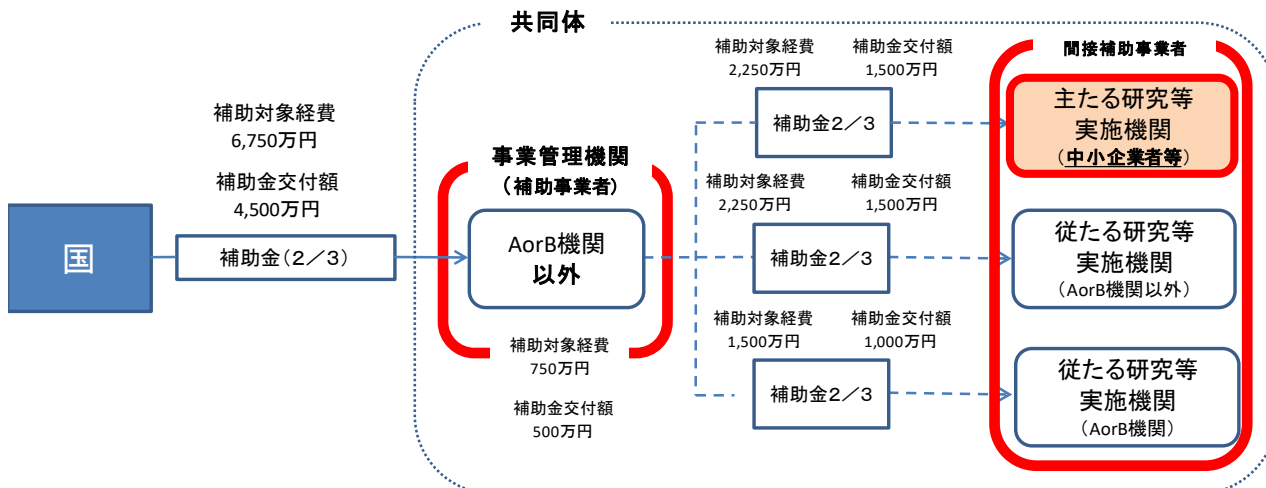 共同体
国
補助対象経費
6,750万円
補助金交付額
4,500万円
補助金（２／３）
事業管理機関
（補助事業者）
AorB機関
以外
補助対象経費
750万円
補助金交付額
500万円
補助対象経費
2,250万円
補助金交付額
1,500万円
補助金２／３
補助対象経費
2,250万円
補助金交付額
1,500万円
補助金２／３
補助対象経費
1,500万円
補助金交付額
1,000万円
補助金２／３
間接補助事業者
主たる研究等
実施機関
（中小企業者等）
従たる研究等
実施機関
（AorB機関以外）
従たる研究等
実施機関
（AorB機関）